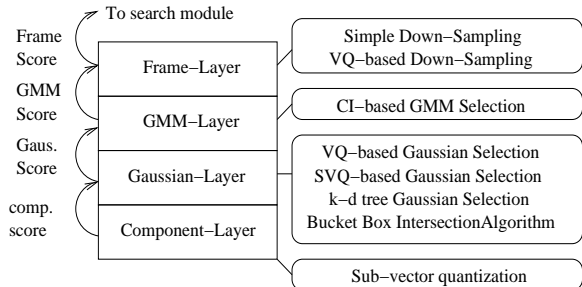 To search module
Frame
Score
Simple Down-Sampling
VQ-based Down-Sampling
Frame-Layer
GMM
Score
CI-based GMM Selection
GMM-Layer
Gaus.
Score
VQ-based Gaussian Selection
SVQ-based Gaussian Selection
k-d tree Gaussian Selection
Bucket Box IntersectionAlgorithm
Gaussian-Layer
comp.
score
Component-Layer
Sub-vector quantization